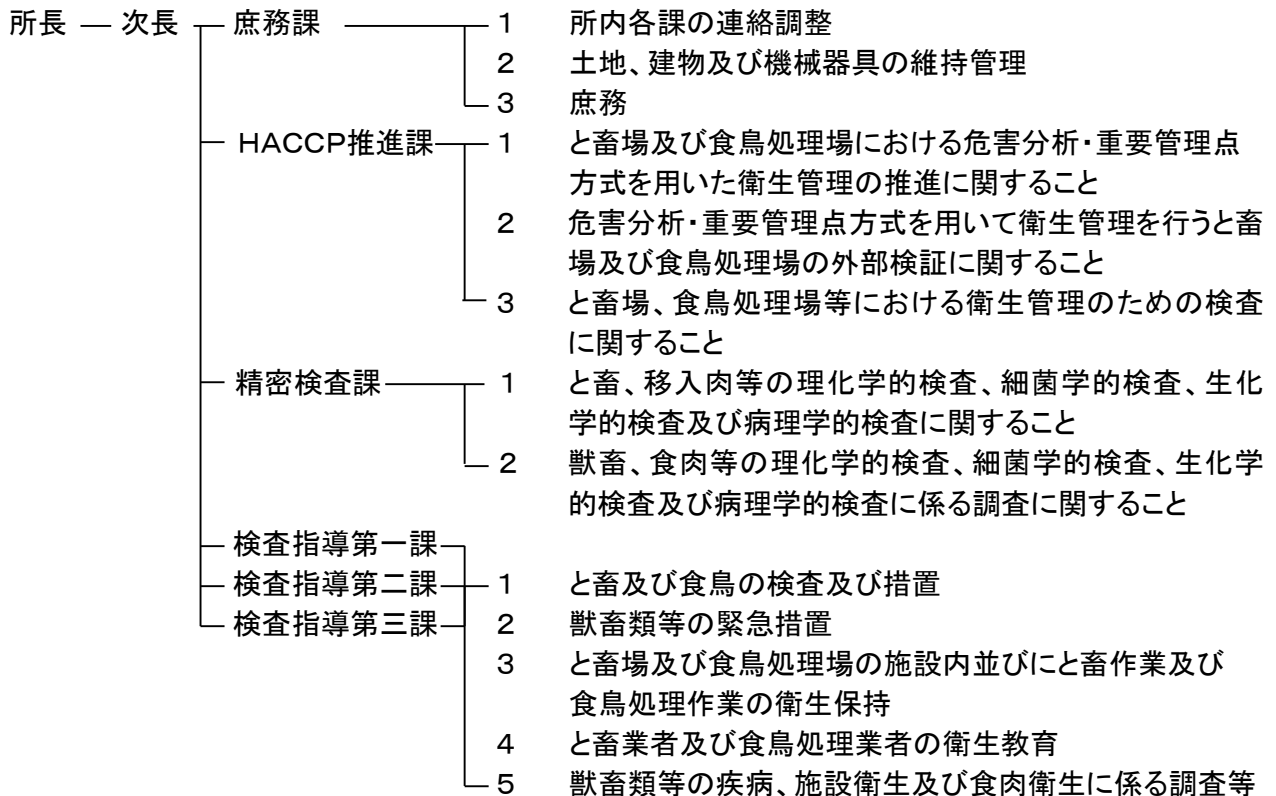 所長 次長 庶務課 1 所内各課の連絡調整
2 土地、建物及び機械器具の維持管理
3 庶務
HACCP推進課 1 と畜場及び食鳥処理場における危害分析・重要管理点
方式を用いた衛生管理の推進に関すること
2 危害分析・重要管理点方式を用いて衛生管理を行うと畜
場及び食鳥処理場の外部検証に関すること
3 と畜場、食鳥処理場等における衛生管理のための検査
に関すること
精密検査課 1 と畜、移入肉等の理化学的検査、細菌学的検査、生化
学的検査及び病理学的検査に関すること
2 獣畜、食肉等の理化学的検査、細菌学的検査、生化学
的検査及び病理学的検査に係る調査に関すること
検査指導第一課
検査指導第二課 1 と畜及び食鳥の検査及び措置
検査指導第三課 2 獣畜類等の緊急措置
3 と畜場及び食鳥処理場の施設内並びにと畜作業及び
食鳥処理作業の衛生保持
4 と畜業者及び食鳥処理業者の衛生教育
5 獣畜類等の疾病、施設衛生及び食肉衛生に係る調査等